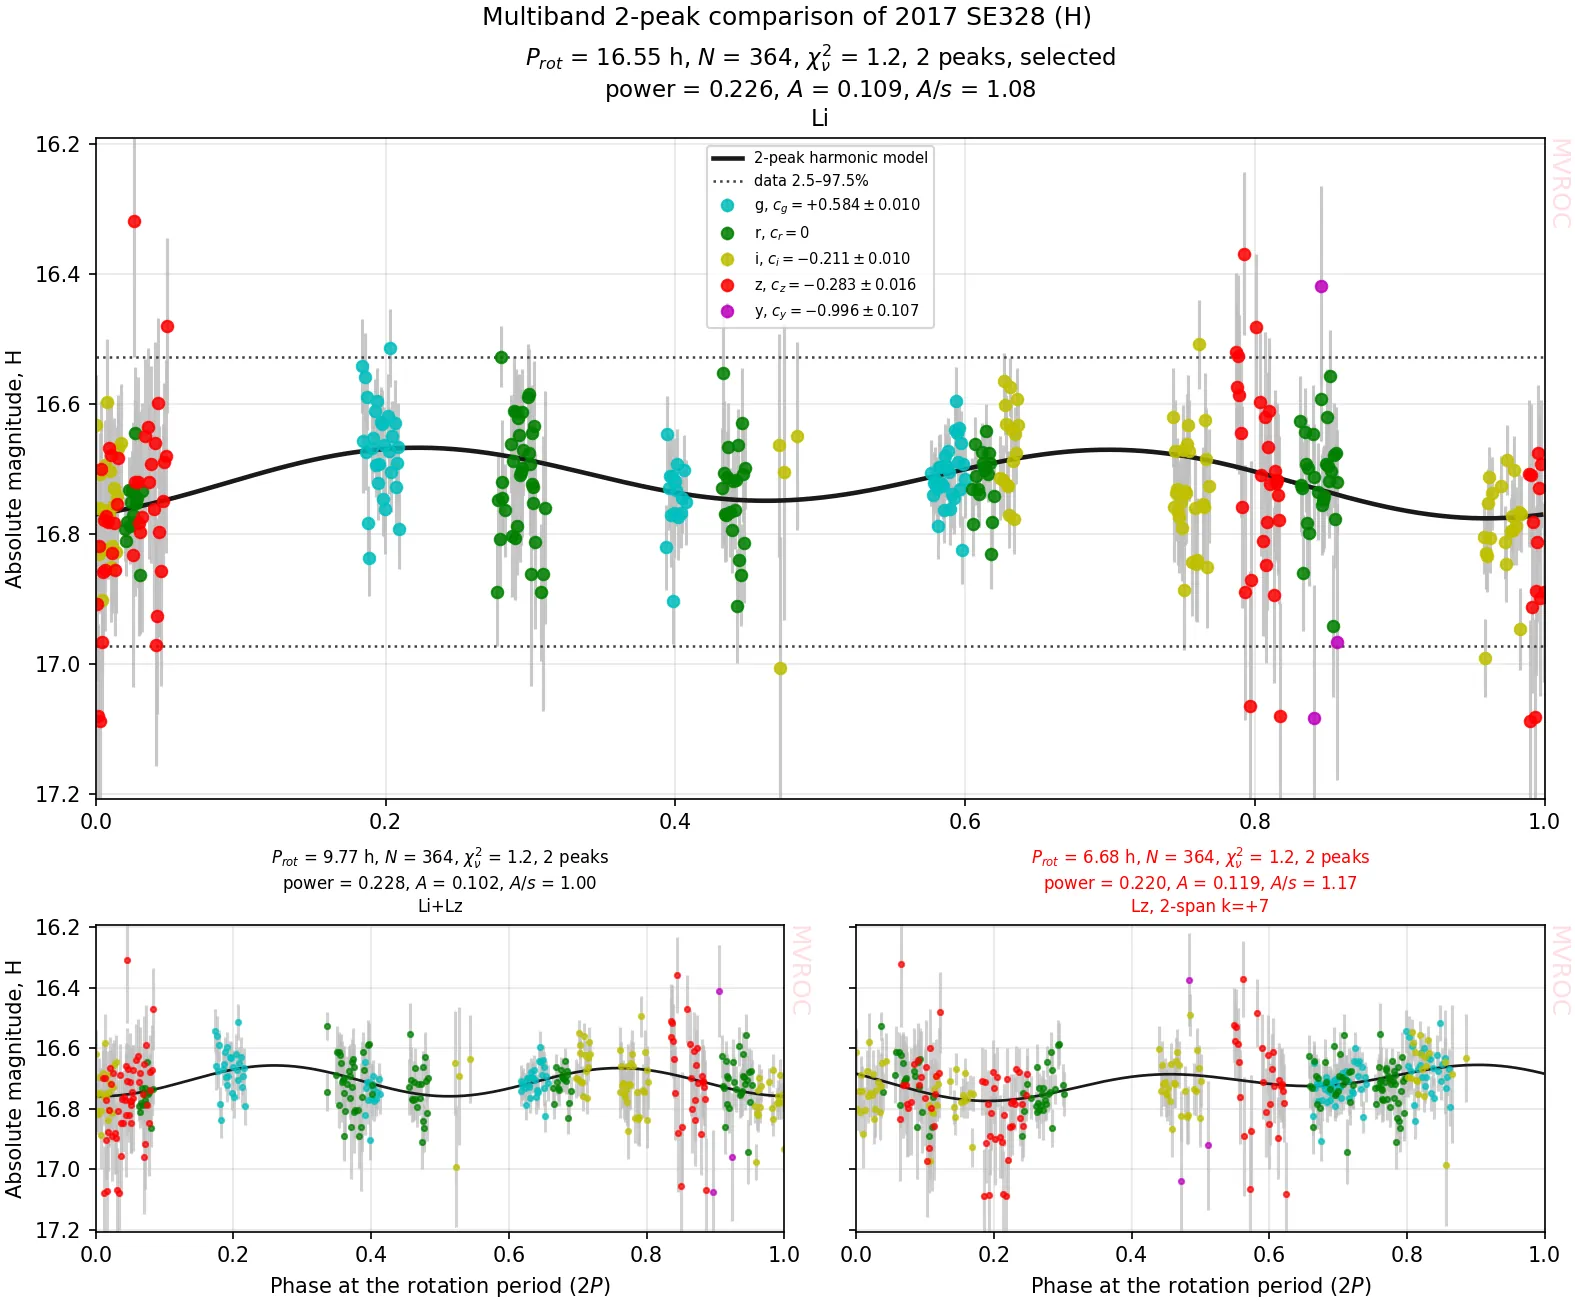 Multiband 2-peak comparison of 2017 SE328 (H)
P_rot = 16.55 h, N = 364, χ²_ν = 1.2, 2 peaks, selected
power = 0.226, A = 0.109, A/s = 1.08
Li
2-peak harmonic model
data 2.5–97.5%
g, c_g = +0.584 ± 0.010
r, c_r = 0
i, c_i = −0.211 ± 0.010
z, c_z = −0.283 ± 0.016
y, c_y = −0.996 ± 0.107
MVROC
Absolute magnitude, H
16.2
16.4
16.6
16.8
17.0
17.2
0.0 0.2 0.4 0.6 0.8 1.0
P_rot = 9.77 h, N = 364, χ²_ν = 1.2, 2 peaks
power = 0.228, A = 0.102, A/s = 1.00
Li+Lz
MVROC
Absolute magnitude, H
16.2
16.4
16.6
16.8
17.0
17.2
0.0 0.2 0.4 0.6 0.8 1.0
Phase at the rotation period (2P)
P_rot = 6.68 h, N = 364, χ²_ν = 1.2, 2 peaks
power = 0.220, A = 0.119, A/s = 1.17
Lz, 2-span k=+7
MVROC
0.0 0.2 0.4 0.6 0.8 1.0
Phase at the rotation period (2P)